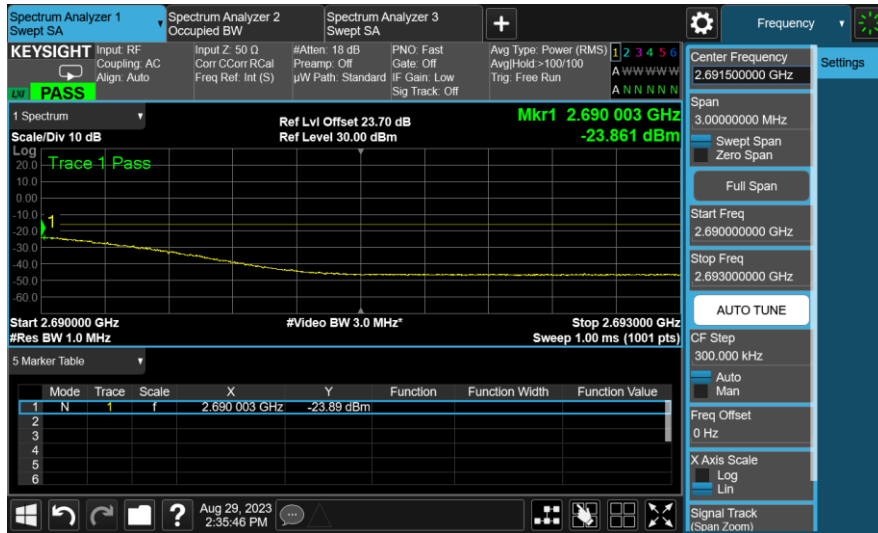 Spectrum Analyzer 1
Swept SA
Spectrum Analyzer 2
Occupied BW
Spectrum Analyzer 3
Swept SA
Frequency
KEYSIGHT
LXI PASS
Input: RF
Coupling: AC
Align: Auto
Input Z: 50 Ω
Corr CCorr RCal
Freq Ref: Int (S)
#Atten: 18 dB
Preamp: Off
µW Path: Standard
PNO: Fast
Gate: Off
IF Gain: Low
Sig Track: Off
Avg Type: Power (RMS)
Avg|Hold:>100/100
Trig: Free Run
1 2 3 4 5 6
A W W W W W
A N N N N N
1 Spectrum
Scale/Div 10 dB
Ref Lvl Offset 23.70 dB
Ref Level 30.00 dBm
Mkr1 2.690 003 GHz
-23.861 dBm
Log
Trace 1 Pass
20.0
10.0
0.00
-10.0
1
-20.0
-30.0
-40.0
-50.0
-60.0
Start 2.690000 GHz
#Res BW 1.0 MHz
#Video BW 3.0 MHz*
Stop 2.693000 GHz
Sweep 1.00 ms (1001 pts)
5 Marker Table
Mode Trace Scale X Y Function Function Width Function Value
1 N 1 f 2.690 003 GHz -23.89 dBm
2
3
4
5
6
?
Aug 29, 2023
2:35:46 PM
Center Frequency
2.691500000 GHz
Settings
Span
3.00000000 MHz
Swept Span
Zero Span
Full Span
Start Freq
2.690000000 GHz
Stop Freq
2.693000000 GHz
AUTO TUNE
CF Step
300.000 kHz
Auto
Man
Freq Offset
0 Hz
X Axis Scale
Log
Lin
Signal Track
(Span Zoom)